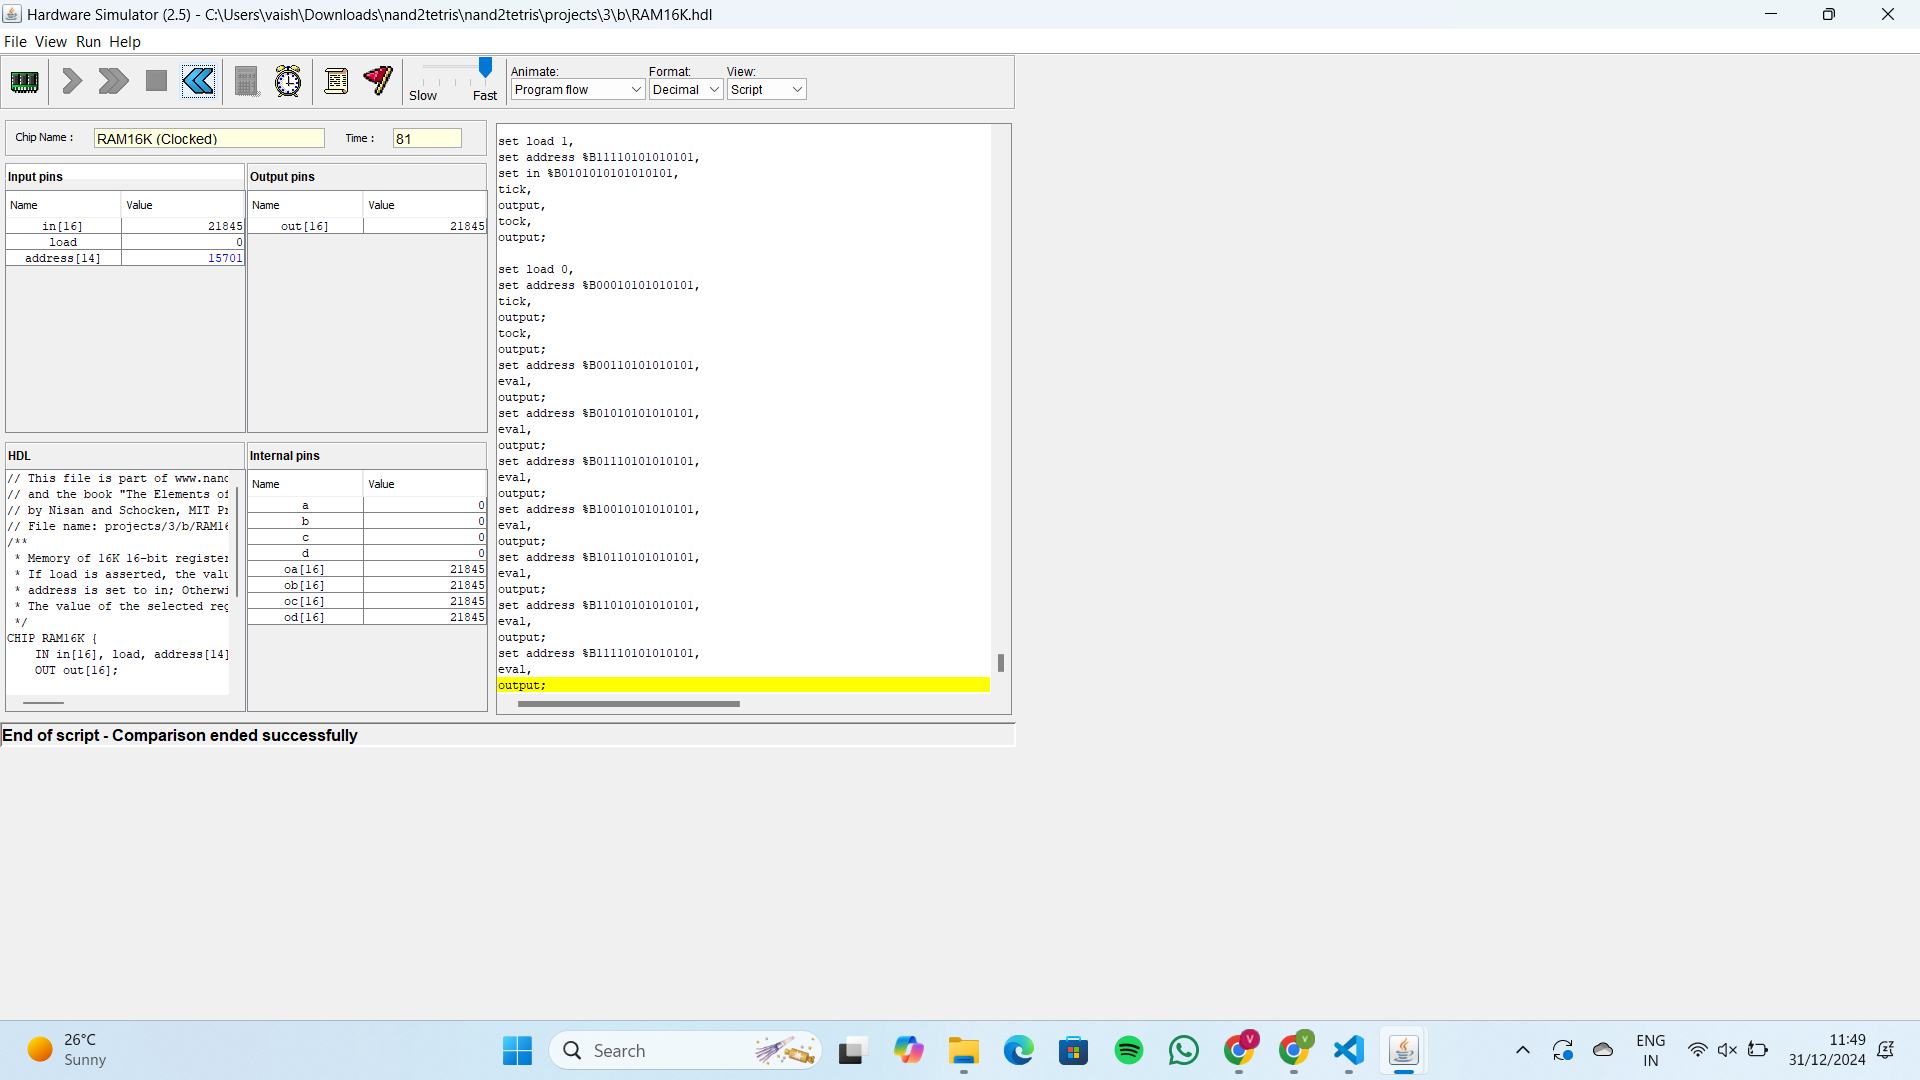 Hardware Simulator (2.5) - C:\Users\vaish\Downloads\nand2tetris\nand2tetris\projects\3\b\RAM16K.hdl
File View Run Help
Slow Fast
Animate: Format: View:
Program flow Decimal Script
Chip Name : RAM16K (Clocked) Time : 81
Input pins
Name Value
in[16] 21845
load 0
address[14] 15701
Output pins
Name Value
out[16] 21845
HDL
// This file is part of www.nand
// and the book "The Elements of
// by Nisan and Schocken, MIT Pr
// File name: projects/3/b/RAM16
/**
* Memory of 16K 16-bit register
* If load is asserted, the valu
* address is set to in; Otherwi
* The value of the selected reg
*/
CHIP RAM16K {
IN in[16], load, address[14]
OUT out[16];
Internal pins
Name Value
a 0
b 0
c 0
d 0
oa[16] 21845
ob[16] 21845
oc[16] 21845
od[16] 21845
set load 1,
set address %B11110101010101,
set in %B0101010101010101,
tick,
output,
tock,
output;
set load 0,
set address %B00010101010101,
tick,
output;
tock,
output;
set address %B00110101010101,
eval,
output;
set address %B01010101010101,
eval,
output;
set address %B01110101010101,
eval,
output;
set address %B10010101010101,
eval,
output;
set address %B10110101010101,
eval,
output;
set address %B11010101010101,
eval,
output;
set address %B11110101010101,
eval,
output;
End of script - Comparison ended successfully
26°C
Sunny
Search
V
v
ENG
IN
11:49
31/12/2024